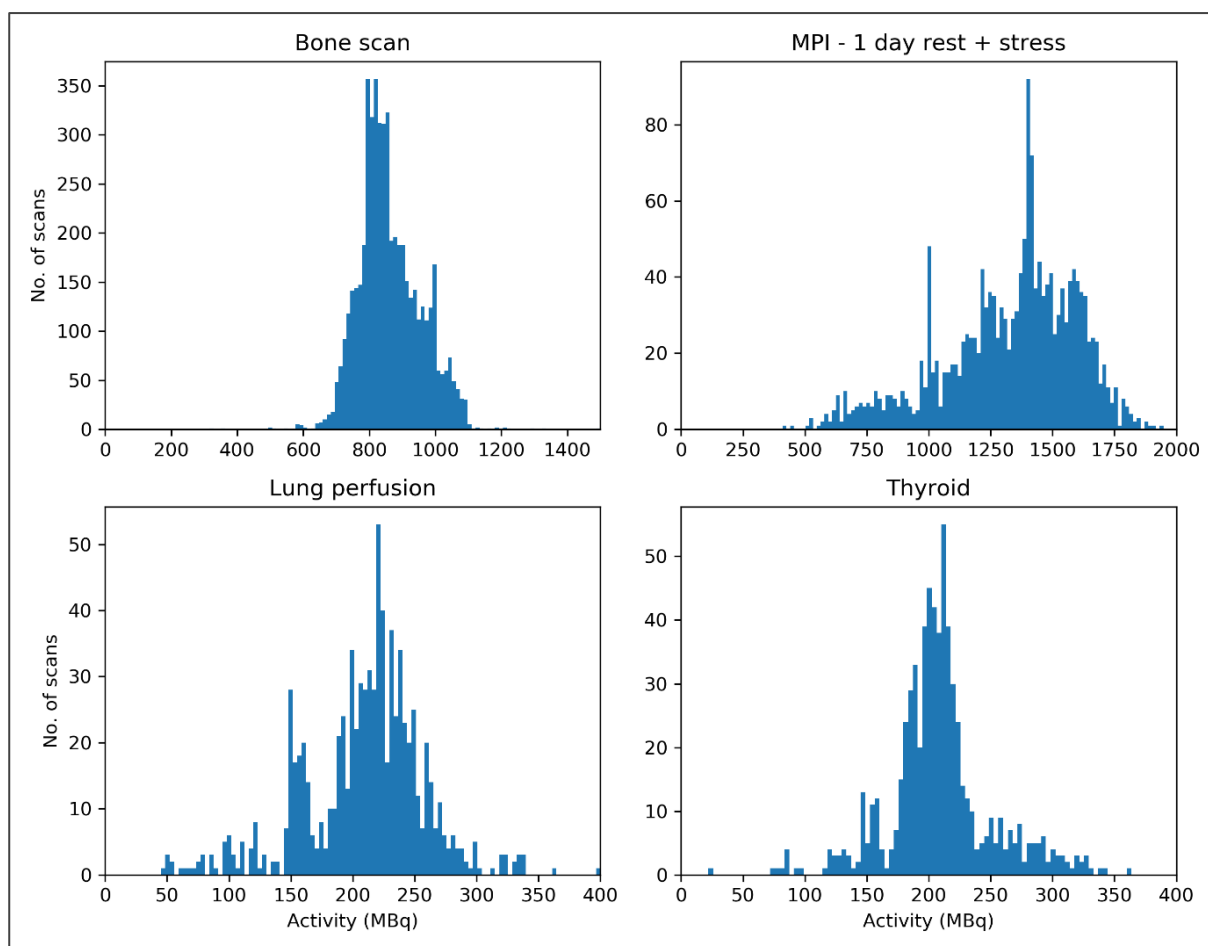 Bone scan
350
300
250
200
150
100
50
0
No. of scans
0 200 400 600 800 1000 1200 1400
MPI - 1 day rest + stress
80
60
40
20
0
0 250 500 750 1000 1250 1500 1750 2000
Lung perfusion
50
40
30
20
10
0
No. of scans
0 50 100 150 200 250 300 350 400
Activity (MBq)
Thyroid
50
40
30
20
10
0
0 50 100 150 200 250 300 350 400
Activity (MBq)